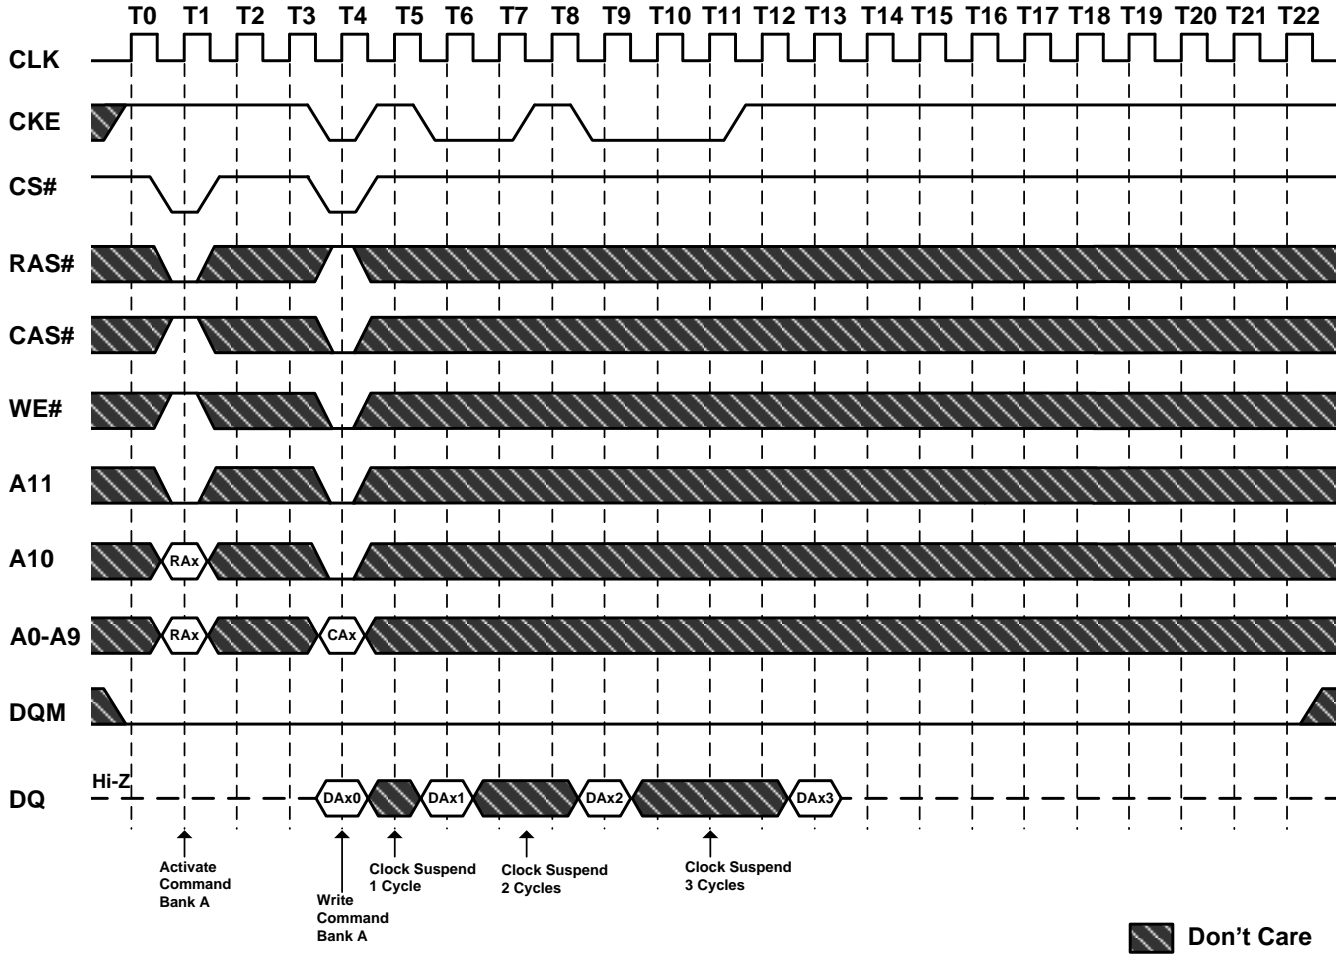 T0 T1 T2 T3 T4 T5 T6 T7 T8 T9 T10 T11 T12 T13 T14 T15 T16 T17 T18 T19 T20 T21 T22
CLK
CKE
CS#
RAS#
CAS#
WE#
A11
A10 RAx
A0-A9 RAx CAx
DQM
Hi-Z
DQ DAx0 DAx1 DAx2 DAx3
Activate
Command
Bank A
Write
Command
Bank A
Clock Suspend
1 Cycle
Clock Suspend
2 Cycles
Clock Suspend
3 Cycles
Don't Care